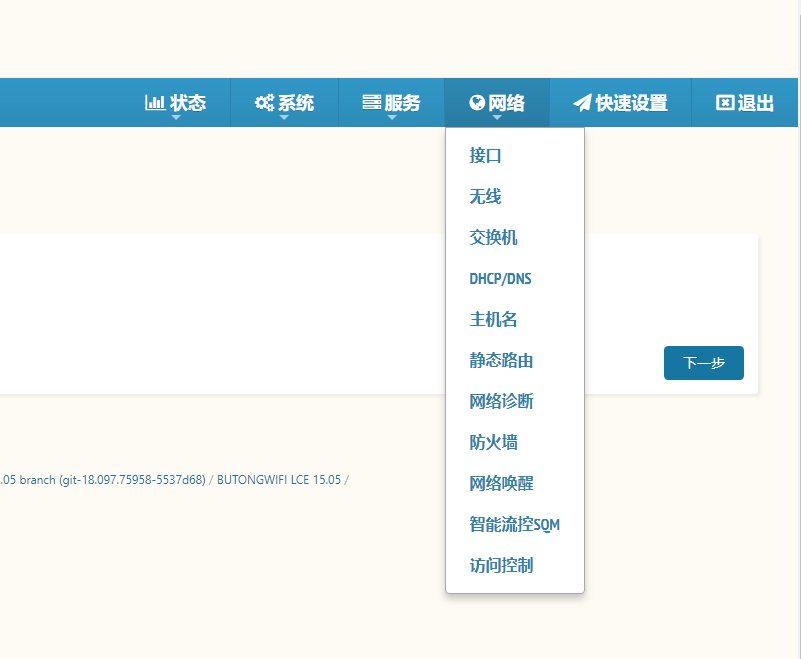 状态 系统 服务 网络 快速设置 退出
接口
无线
交换机
DHCP/DNS
主机名
静态路由
下一步
网络诊断
防火墙
.05 branch (git-18.097.75958-5537d68) / BUTONGWIFI LCE 15.05 /
网络唤醒
智能流控SQM
访问控制